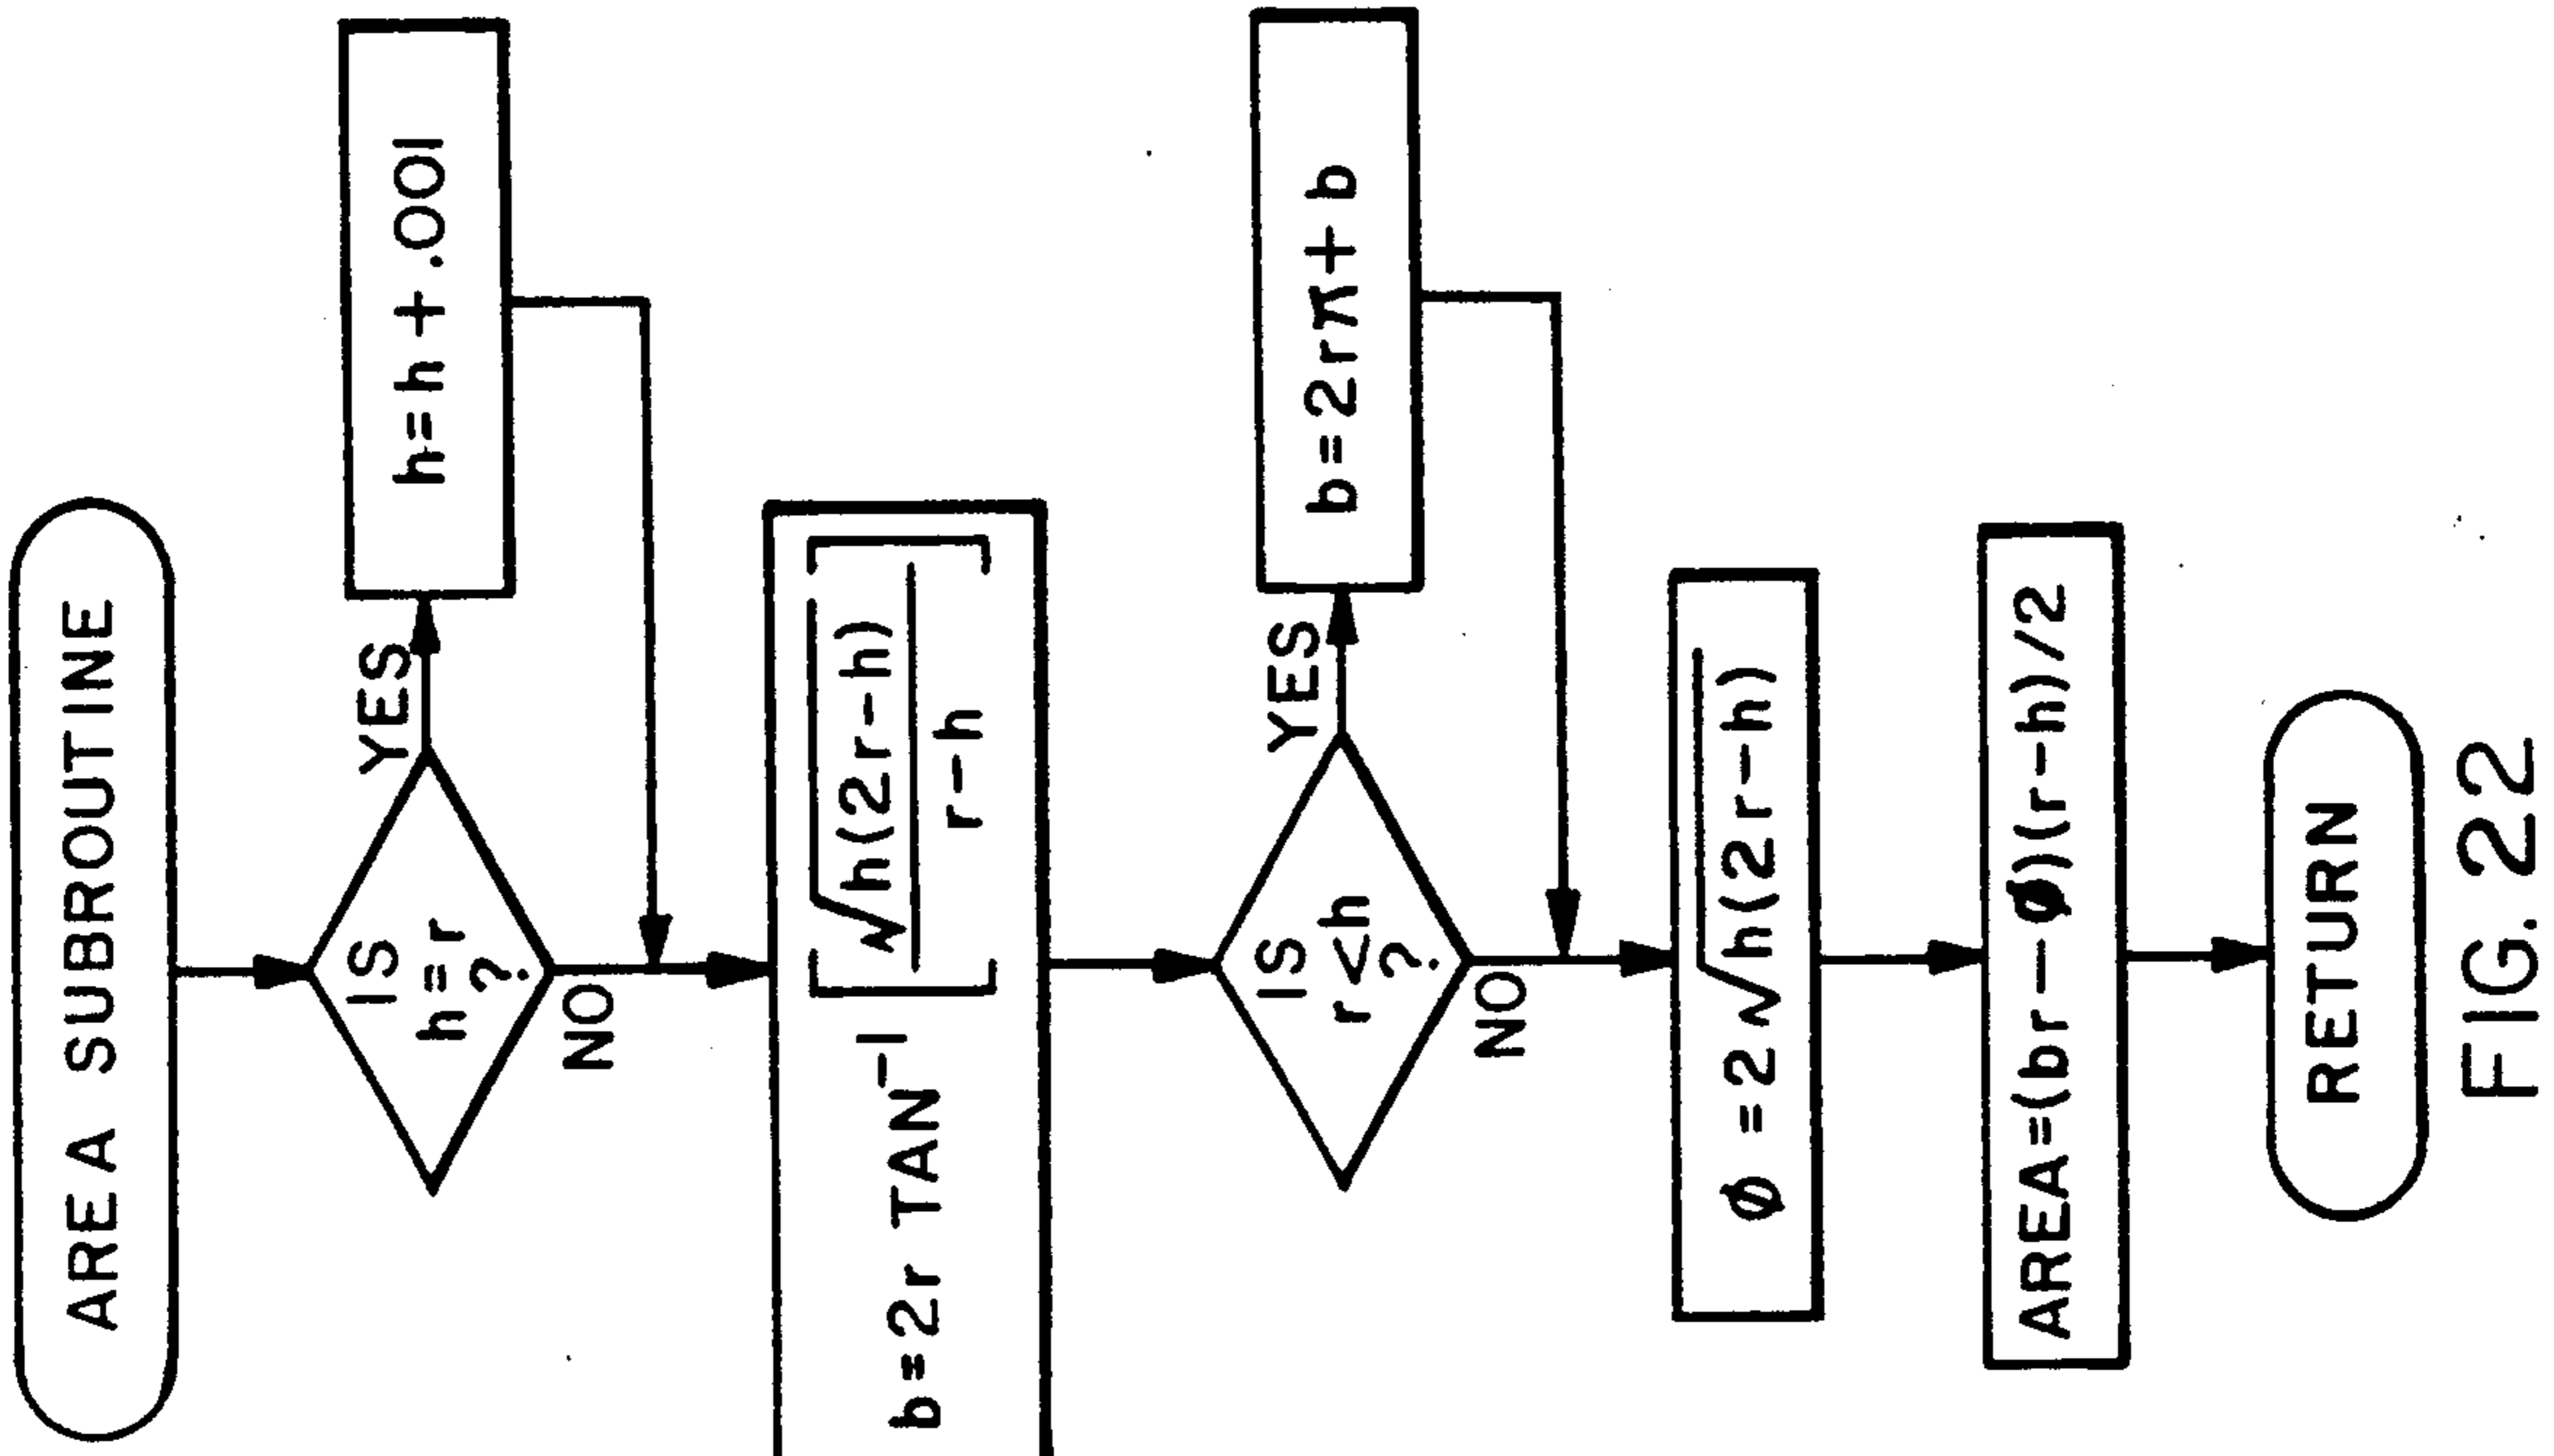 AREA SUBROUTINE
IS
h=r
?
YES
h=h+.001
NO
b=2r TAN⁻¹ [√h(2r-h) / r-h]
IS
r<h
?
YES
b=2rπ+b
NO
ø=2√h(2r-h)
AREA=(br-ø)(r-h)/2
RETURN
FIG. 22